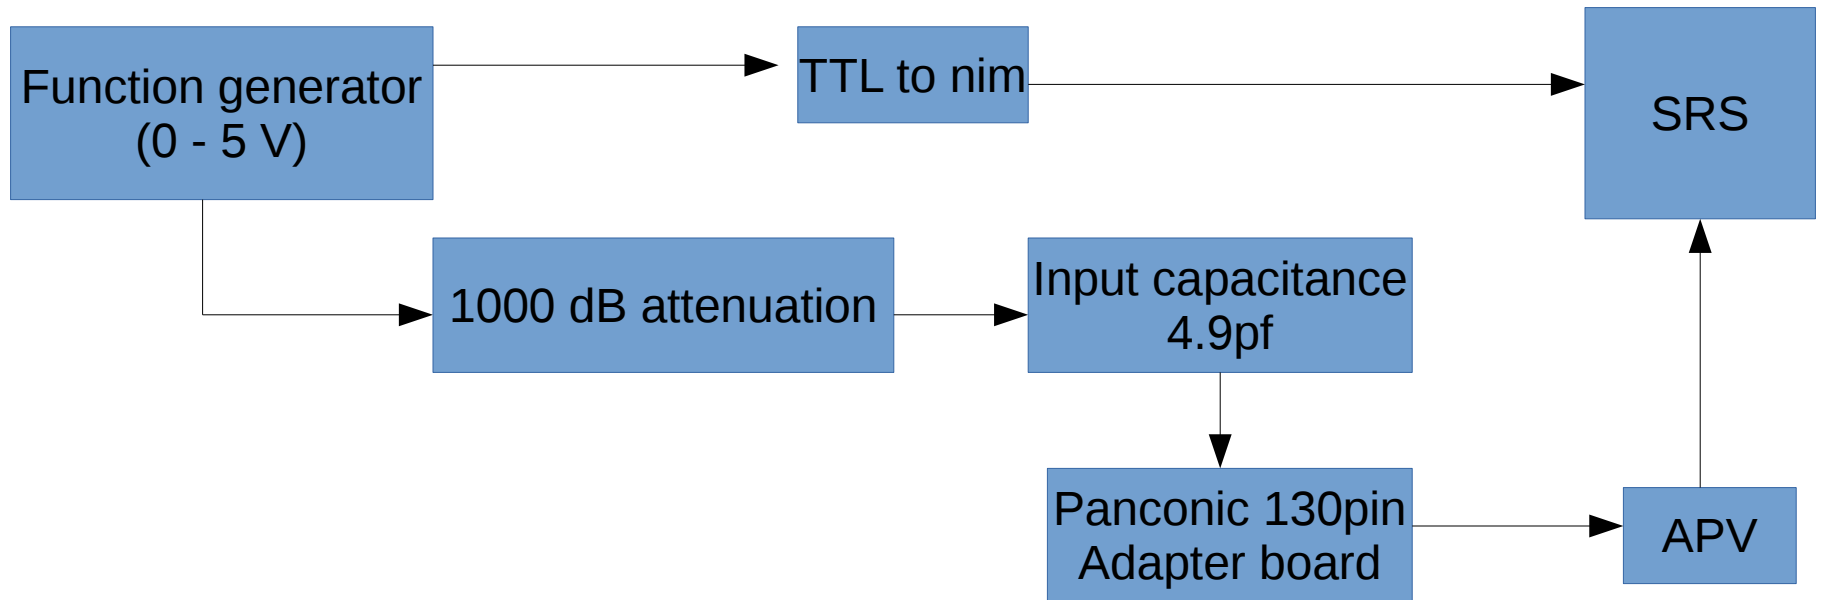 Function generator
(0 - 5 V)
TTL to nim
SRS
1000 dB attenuation
Input capacitance
4.9pf
Panconic 130pin
Adapter board
APV